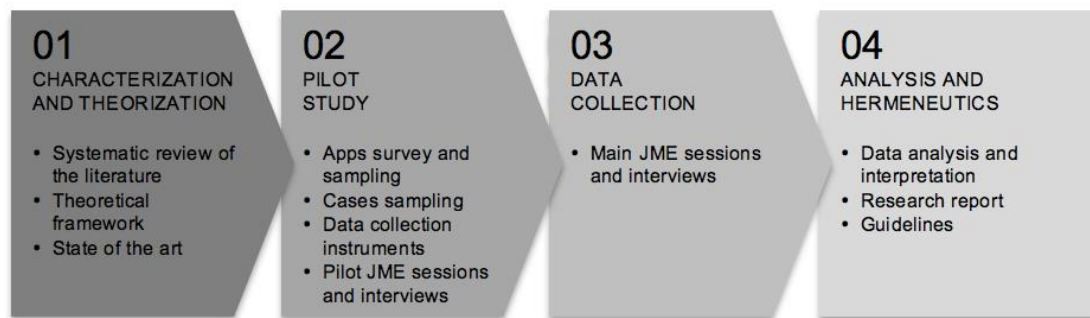 01
CHARACTERIZATION
AND THEORIZATION
• Systematic review of
the literature
• Theoretical
framework
• State of the art
02
PILOT
STUDY
• Apps survey and
sampling
• Cases sampling
• Data collection
instruments
• Pilot JME sessions
and interviews
03
DATA
COLLECTION
• Main JME sessions
and interviews
04
ANALYSIS AND
HERMENEUTICS
• Data analysis and
interpretation
• Research report
• Guidelines